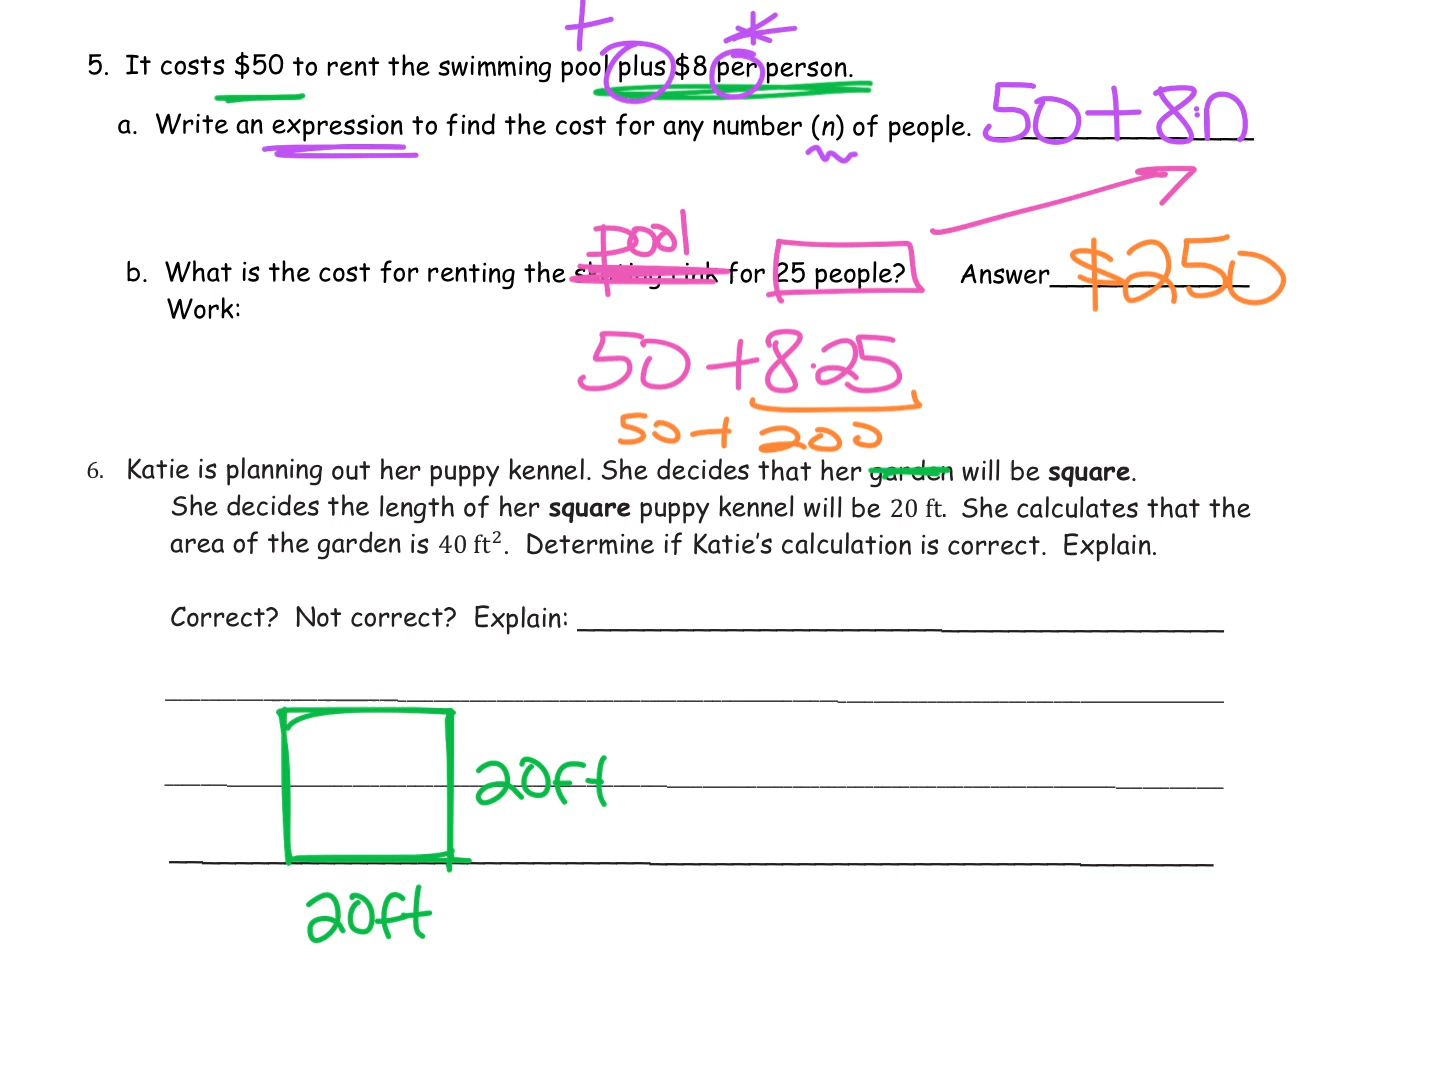 + *
5. It costs $50 to rent the swimming pool plus $8 per person.
a. Write an expression to find the cost for any number (n) of people. 50+8·n
pool
b. What is the cost for renting the skating rink for 25 people? Answer $250
Work:
50+8·25
50+200
6. Katie is planning out her puppy kennel. She decides that her garden will be square.
She decides the length of her square puppy kennel will be 20 ft. She calculates that the
area of the garden is 40 ft². Determine if Katie's calculation is correct. Explain.
Correct? Not correct? Explain:
20ft
20ft